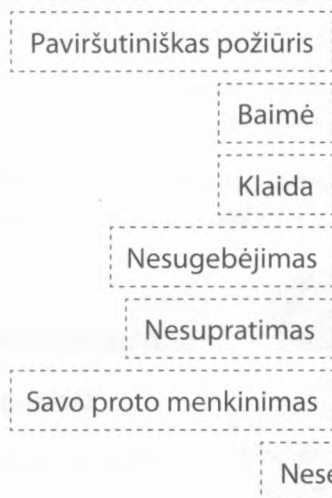 Paviršutiniškas požiūris
Baimė
Klaida
Nesugebėjimas
Nesupratimas
Savo proto menkinimas